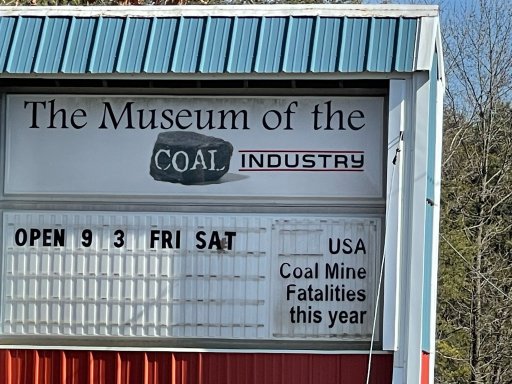 The Museum of the
COAL INDUSTRY
OPEN 9 3 FRI SAT
USA
Coal Mine
Fatalities
this year